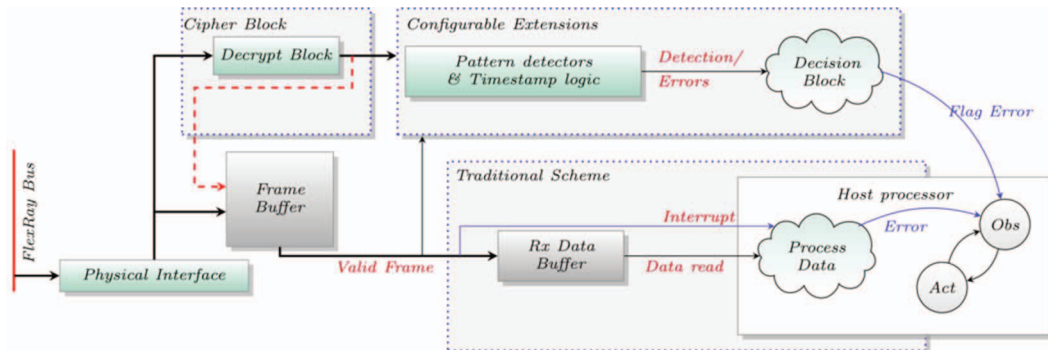 Cipher Block
Configurable Extensions
Decrypt Block
Pattern detectors
& Timestamp logic
Detection/
Errors
Decision
Block
Flag Error
FlexRay Bus
Frame
Buffer
Traditional Scheme
Host processor
Interrupt
Error
Obs
Physical Interface
Valid Frame
Rx Data
Buffer
Data read
Process
Data
Act